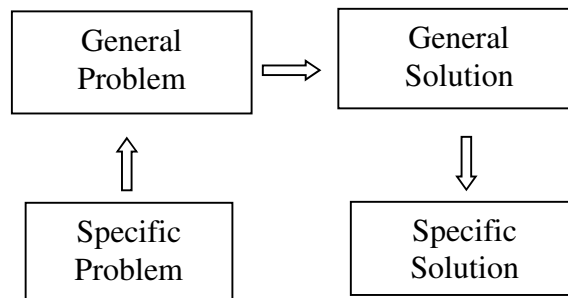 General
Problem
General
Solution
Specific
Problem
Specific
Solution